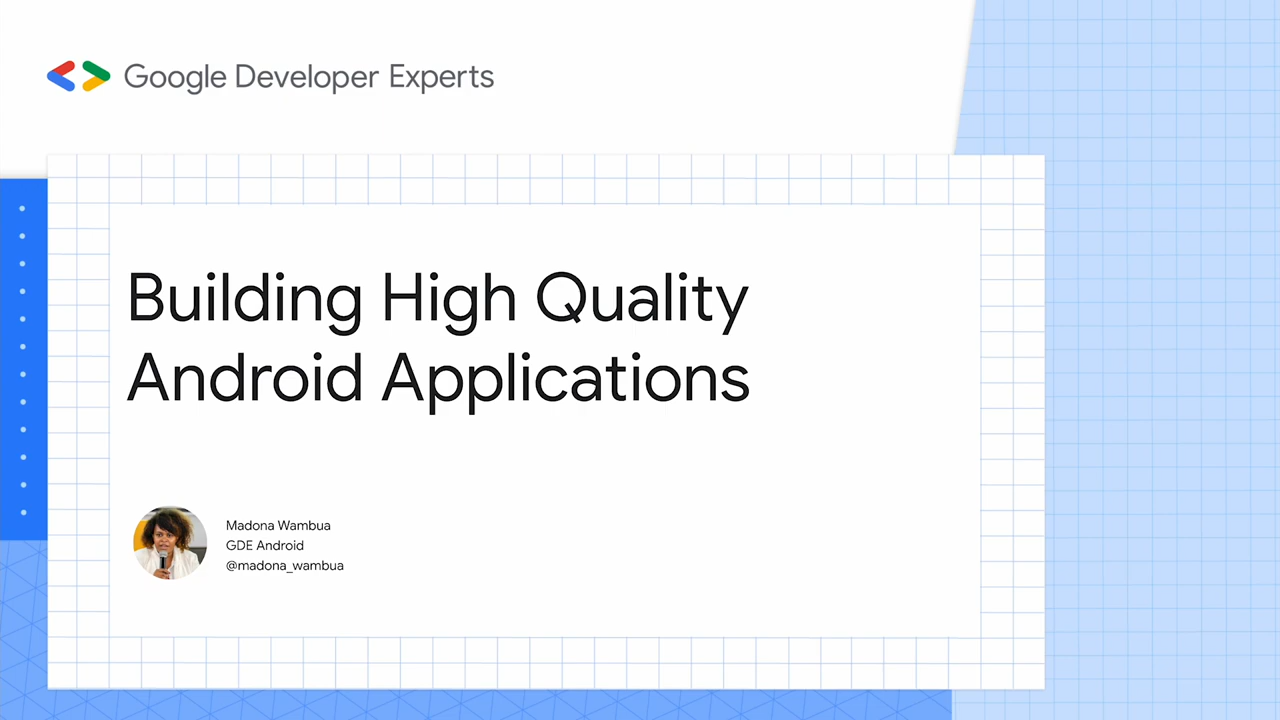 Google Developer Experts
Building High Quality
Android Applications
Madona Wambua
GDE Android
@madona_wambua